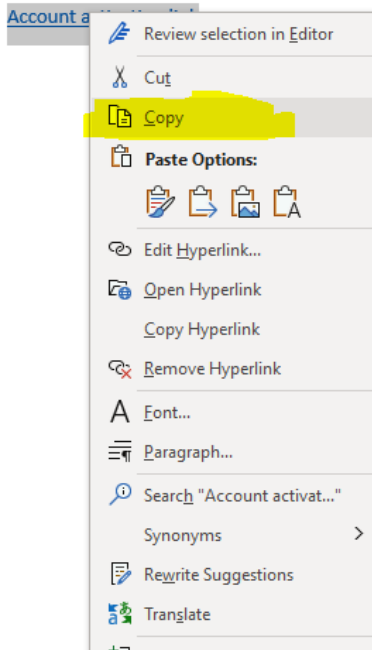 Account a
Review selection in Editor
Cut
Copy
Paste Options:
Edit Hyperlink...
Open Hyperlink
Copy Hyperlink
Remove Hyperlink
Font...
Paragraph...
Search "Account activat..."
Synonyms
Rewrite Suggestions
Translate